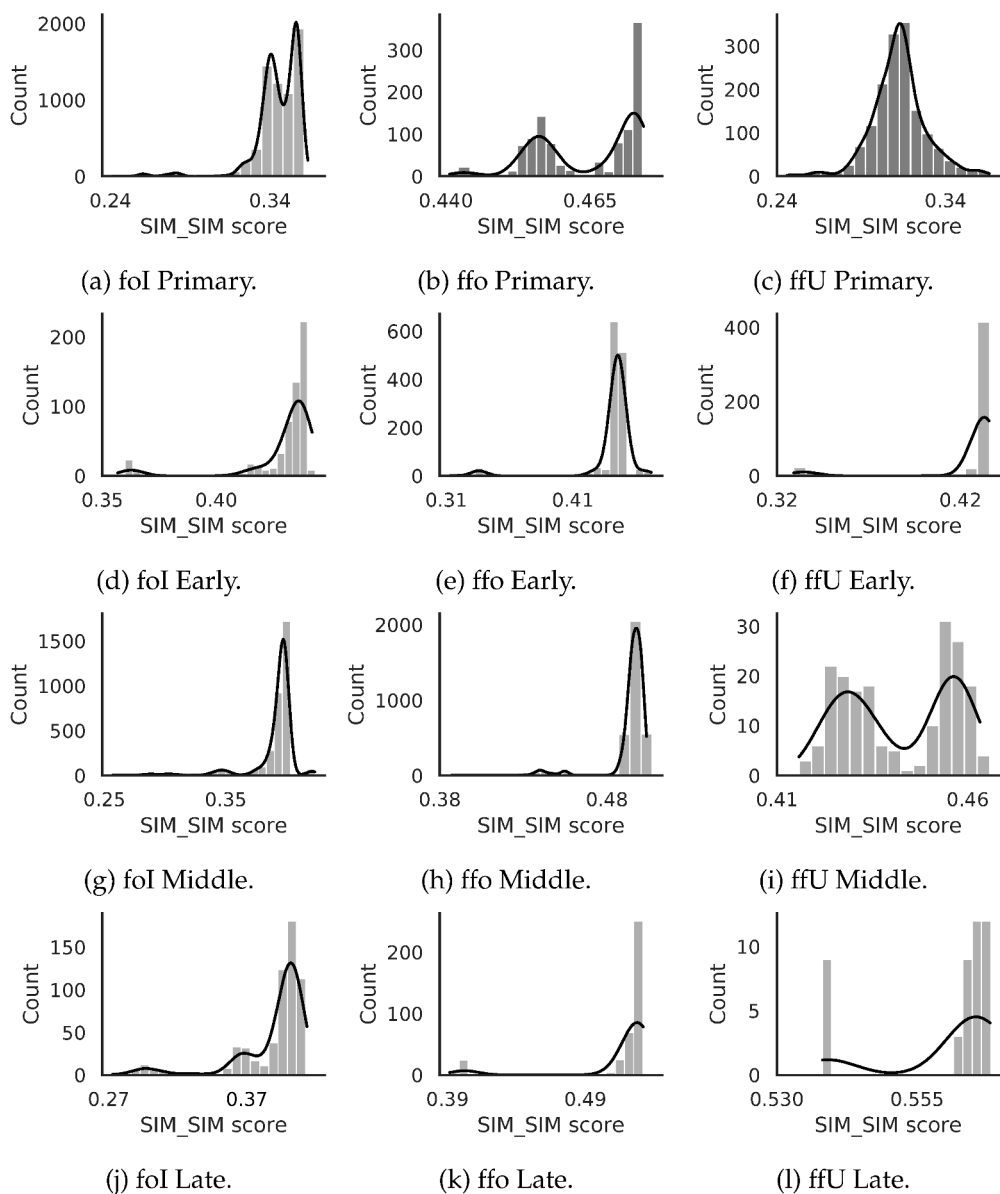 2000
1000
0
Count
0.24
0.34
SIM_SIM score
(a) foI Primary.
300
200
100
0
Count
0.440
0.465
SIM_SIM score
(b) ffo Primary.
300
200
100
0
Count
0.24
0.34
SIM_SIM score
(c) ffU Primary.
200
100
0
Count
0.35
0.40
SIM_SIM score
(d) foI Early.
600
400
200
0
Count
0.31
0.41
SIM_SIM score
(e) ffo Early.
400
200
0
Count
0.32
0.42
SIM_SIM score
(f) ffU Early.
1500
1000
500
0
Count
0.25
0.35
SIM_SIM score
(g) foI Middle.
2000
1000
0
Count
0.38
0.48
SIM_SIM score
(h) ffo Middle.
30
20
10
0
Count
0.41
0.46
SIM_SIM score
(i) ffU Middle.
150
100
50
0
Count
0.27
0.37
SIM_SIM score
(j) foI Late.
200
100
0
Count
0.39
0.49
SIM_SIM score
(k) ffo Late.
10
5
0
Count
0.530
0.555
SIM_SIM score
(l) ffU Late.